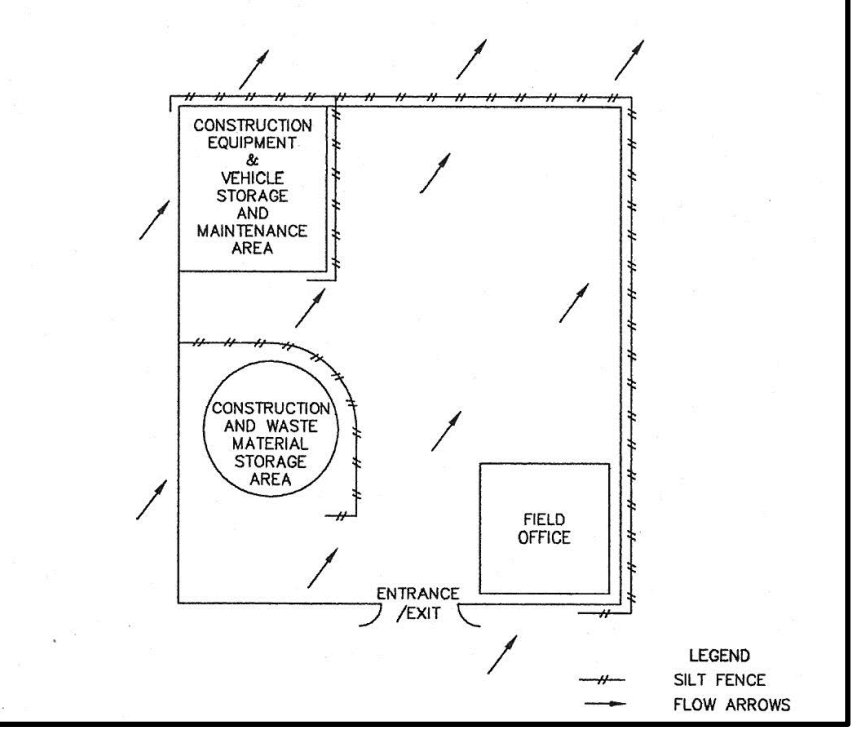 CONSTRUCTION
EQUIPMENT
&
VEHICLE
STORAGE
AND
MAINTENANCE
AREA
CONSTRUCTION
AND WASTE
MATERIAL
STORAGE
AREA
FIELD
OFFICE
ENTRANCE
/EXIT
LEGEND
SILT FENCE
FLOW ARROWS